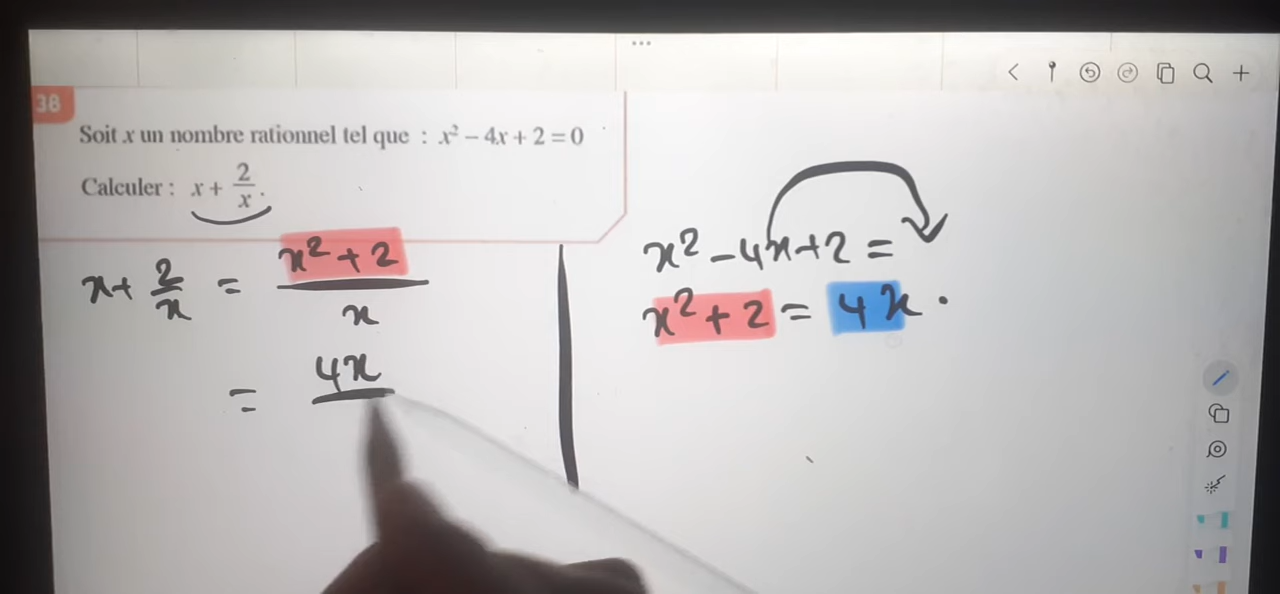 38
Soit x un nombre rationnel tel que : x² − 4x + 2 = 0
Calculer : x + 2/x.
x + 2/x = x² + 2 / x
= 4x
x² − 4x + 2 =
x² + 2 = 4x .